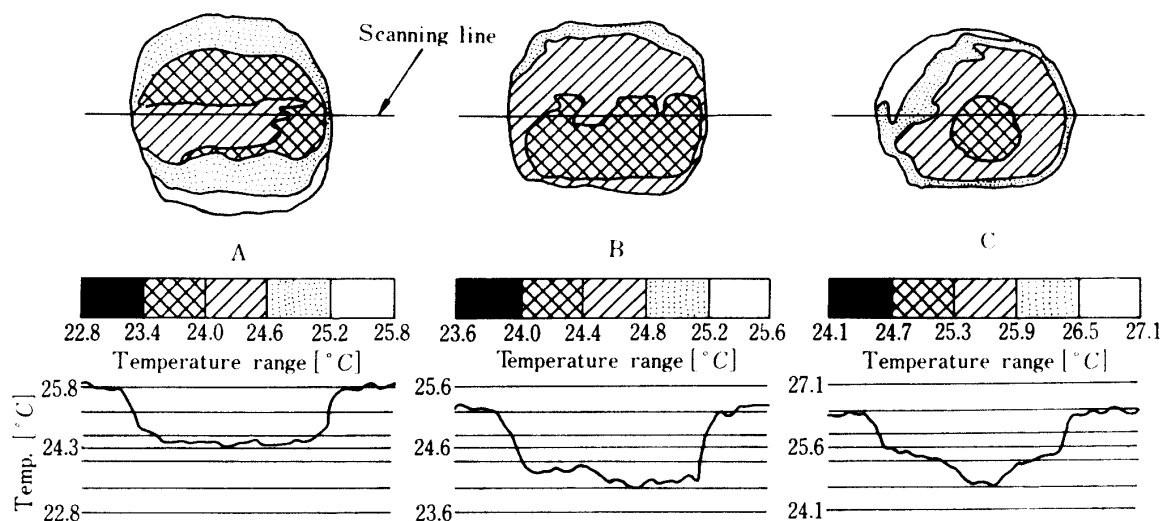 Scanning line
A
B
C
22.8 23.4 24.0 24.6 25.2 25.8
23.6 24.0 24.4 24.8 25.2 25.6
24.1 24.7 25.3 25.9 26.5 27.1
Temperature range [°C]
Temperature range [°C]
Temperature range [°C]
Temp. [°C]
25.8
24.3
22.8
25.6
24.6
23.6
27.1
25.6
24.1